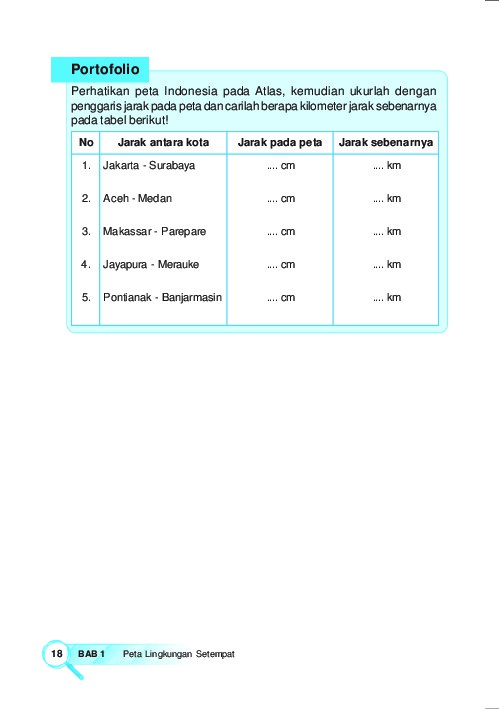 Portofolio
Perhatikan peta Indonesia pada Atlas, kemudian ukurlah dengan
penggaris jarak pada peta dan carilah berapa kilometer jarak sebenarnya
pada tabel berikut!
No Jarak antara kota Jarak pada peta Jarak sebenarnya
1. Jakarta - Surabaya .... cm .... km
2. Aceh - Medan .... cm .... km
3. Makassar - Parepare .... cm .... km
4. Jayapura - Merauke .... cm .... km
5. Pontianak - Banjarmasin .... cm .... km
18 BAB 1 Peta Lingkungan Setempat